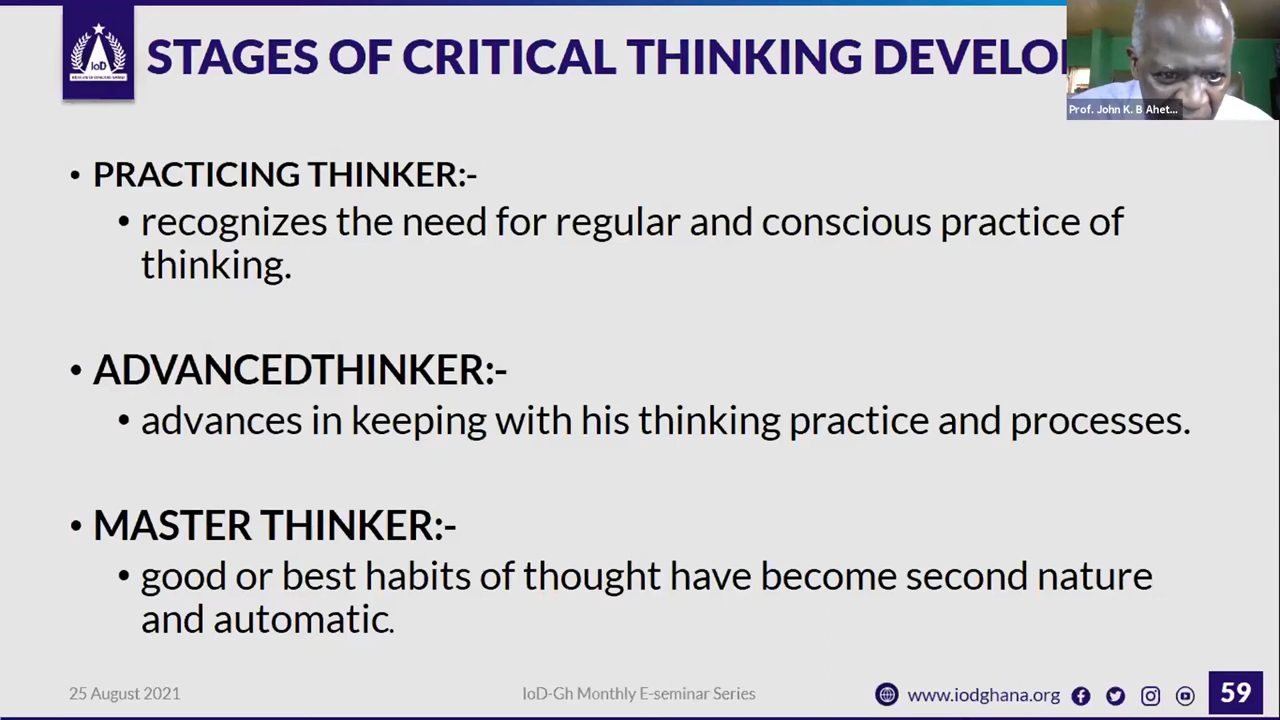 IoD
STAGES OF CRITICAL THINKING DEVELO
Prof. John K. B Ahet...
• PRACTICING THINKER:-
• recognizes the need for regular and conscious practice of
thinking.
• ADVANCEDTHINKER:-
• advances in keeping with his thinking practice and processes.
• MASTER THINKER:-
• good or best habits of thought have become second nature
and automatic.
25 August 2021
IoD-Gh Monthly E-seminar Series
www.iodghana.org
59